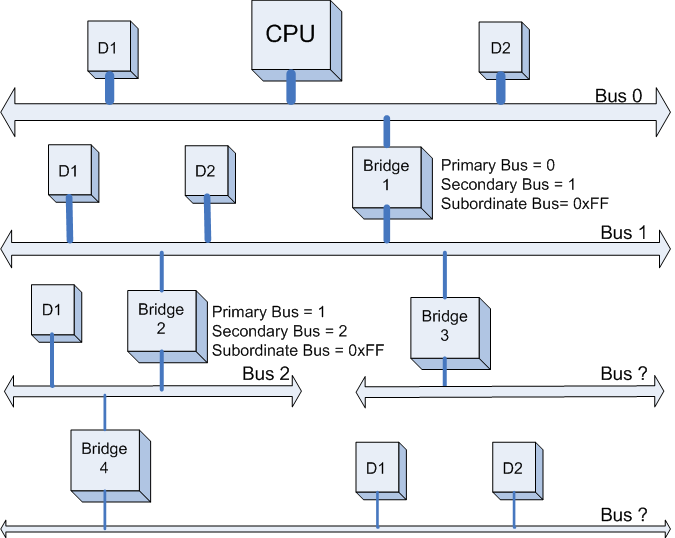 CPU
D1
D2
Bus 0
Bridge
1
Primary Bus = 0
Secondary Bus = 1
Subordinate Bus= 0xFF
D1
D2
Bus 1
D1
Bridge
2
Primary Bus = 1
Secondary Bus = 2
Subordinate Bus = 0xFF
Bridge
3
Bus 2
Bus ?
Bridge
4
D1
D2
Bus ?